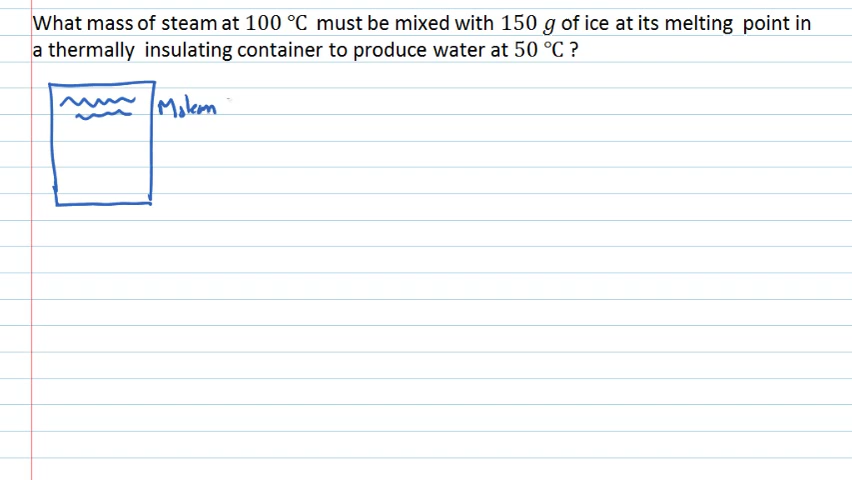 What mass of steam at 100 °C must be mixed with 150 g of ice at its melting point in
a thermally insulating container to produce water at 50 °C ?